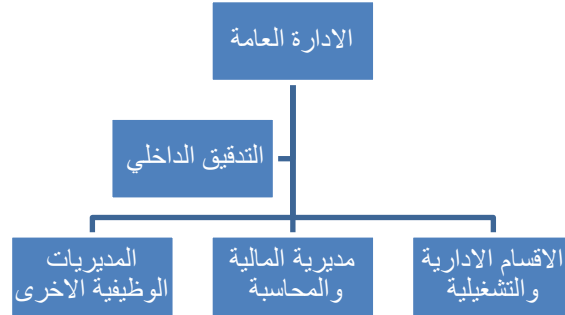 الادارة العامة
التدقيق الداخلي
الاقسام الادارية
والتشغيلية
مديرية المالية
والمحاسبة
المديريات
الوظيفية الاخرى